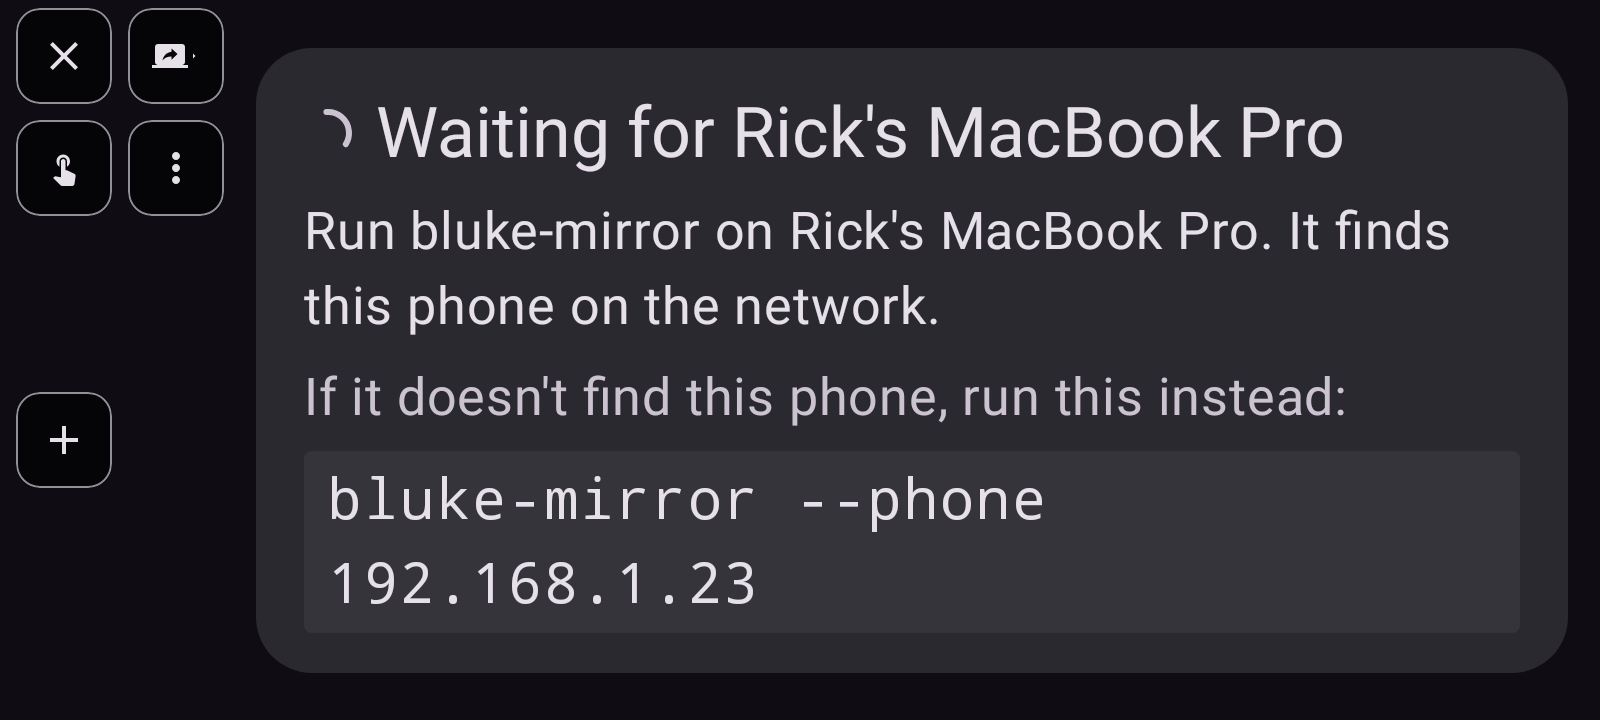 Waiting for Rick's MacBook Pro
Run bluke-mirror on Rick's MacBook Pro. It finds
this phone on the network.
If it doesn't find this phone, run this instead:
bluke-mirror --phone
192.168.1.23